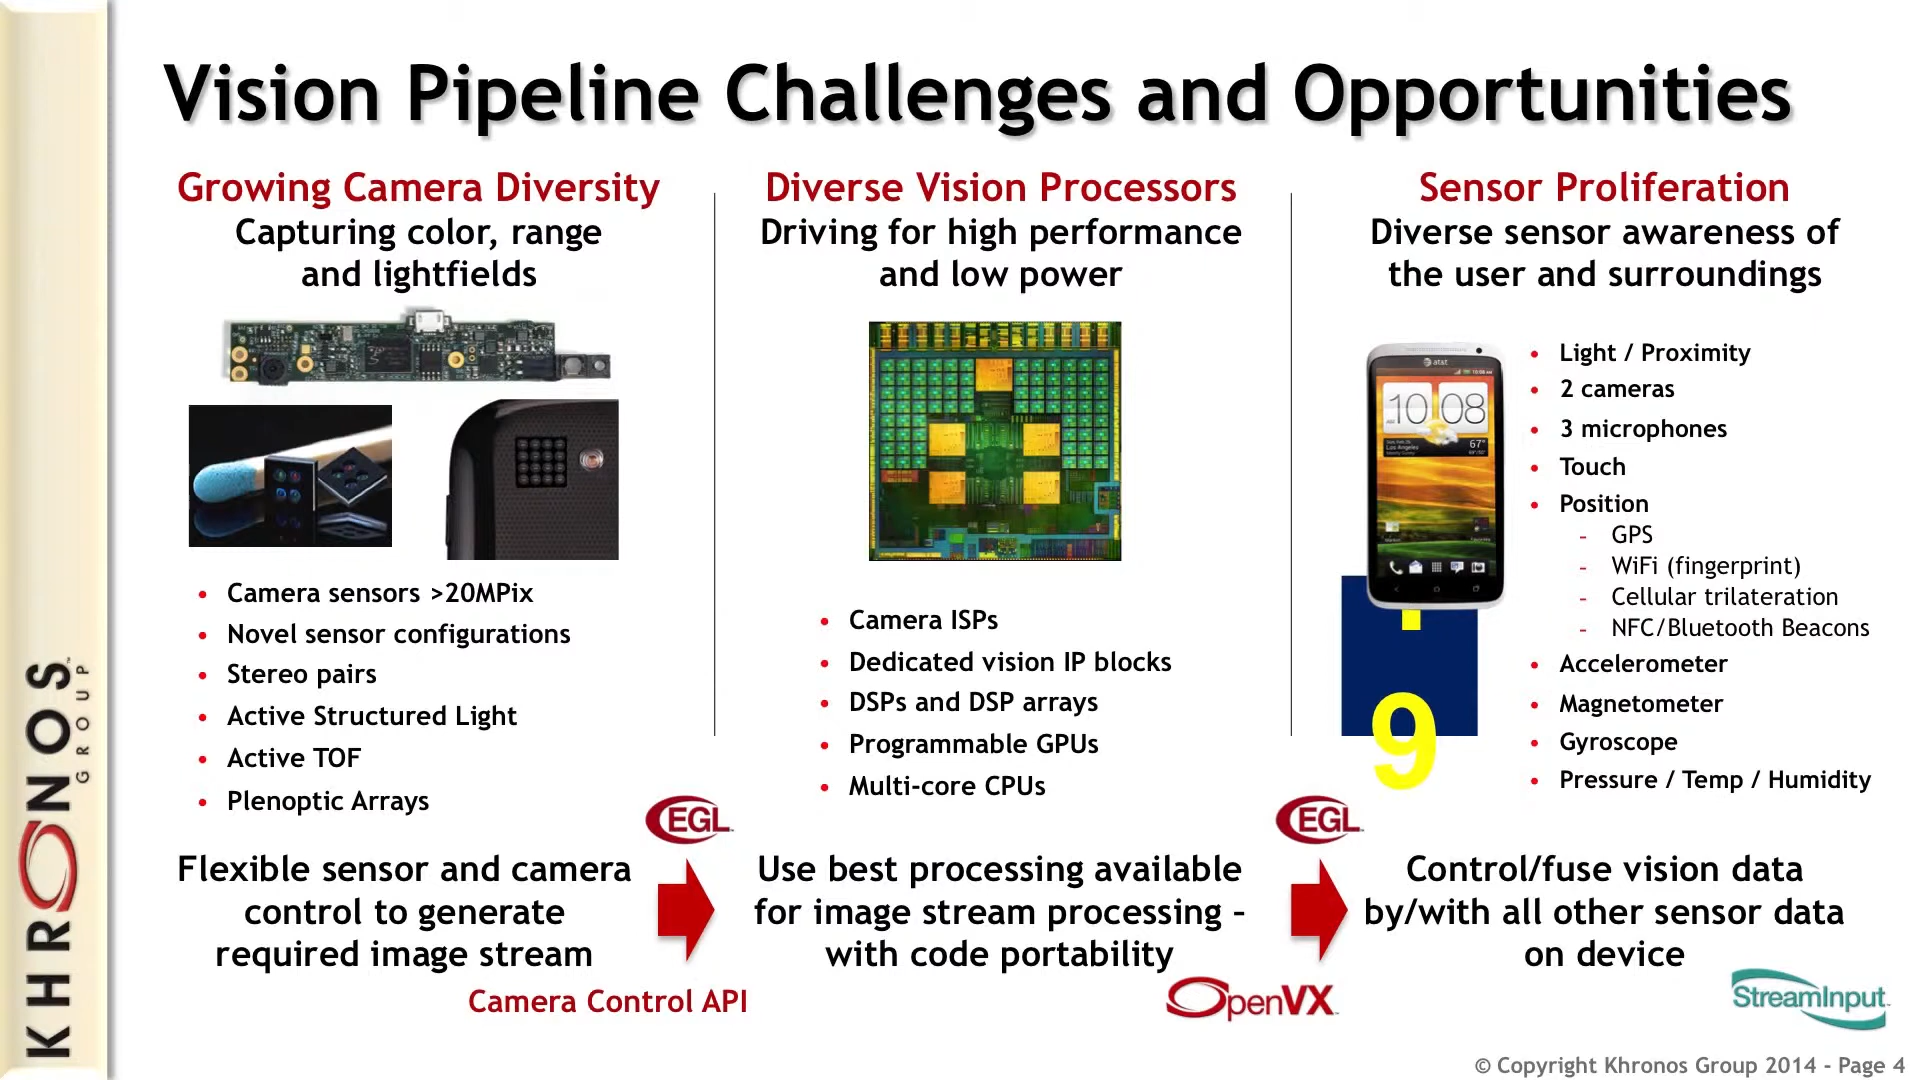 Vision Pipeline Challenges and Opportunities
Growing Camera Diversity
Capturing color, range
and lightfields
• Camera sensors >20MPix
• Novel sensor configurations
• Stereo pairs
• Active Structured Light
• Active TOF
• Plenoptic Arrays
Flexible sensor and camera
control to generate
required image stream
Camera Control API
EGL
Diverse Vision Processors
Driving for high performance
and low power
• Camera ISPs
• Dedicated vision IP blocks
• DSPs and DSP arrays
• Programmable GPUs
• Multi-core CPUs
Use best processing available
for image stream processing –
with code portability
OpenVX
EGL
Sensor Proliferation
Diverse sensor awareness of
the user and surroundings
at&t
10 08
67°
Los Angeles
9
• Light / Proximity
• 2 cameras
• 3 microphones
• Touch
• Position
- GPS
- WiFi (fingerprint)
- Cellular trilateration
- NFC/Bluetooth Beacons
• Accelerometer
• Magnetometer
• Gyroscope
• Pressure / Temp / Humidity
Control/fuse vision data
by/with all other sensor data
on device
StreamInput
KHRONOS
GROUP
© Copyright Khronos Group 2014 - Page 4